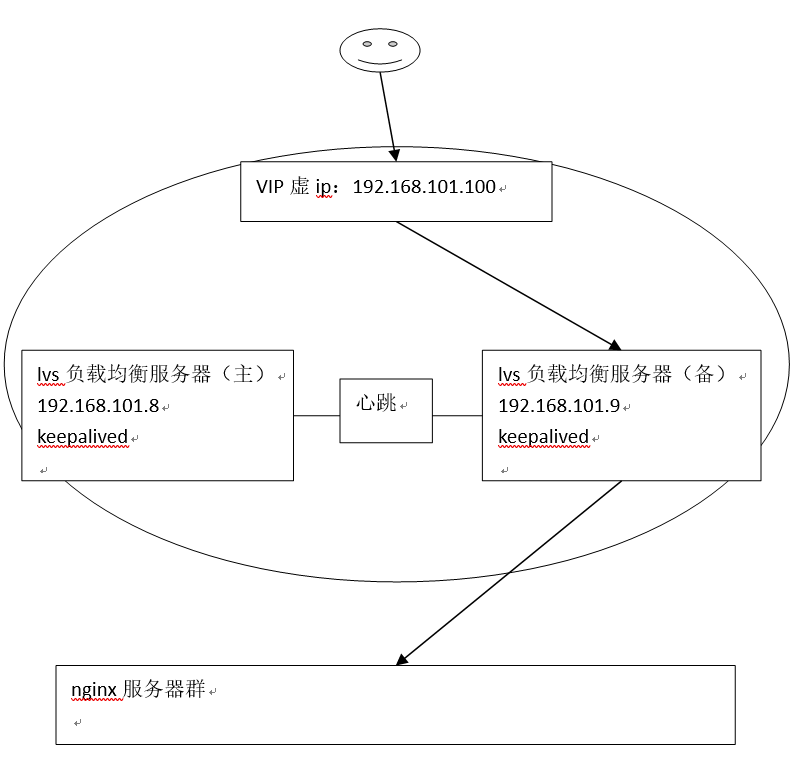 VIP 虚 ip：192.168.101.100
lvs 负载均衡服务器（主）
192.168.101.8
keepalived
心跳
lvs 负载均衡服务器（备）
192.168.101.9
keepalived
nginx 服务器群